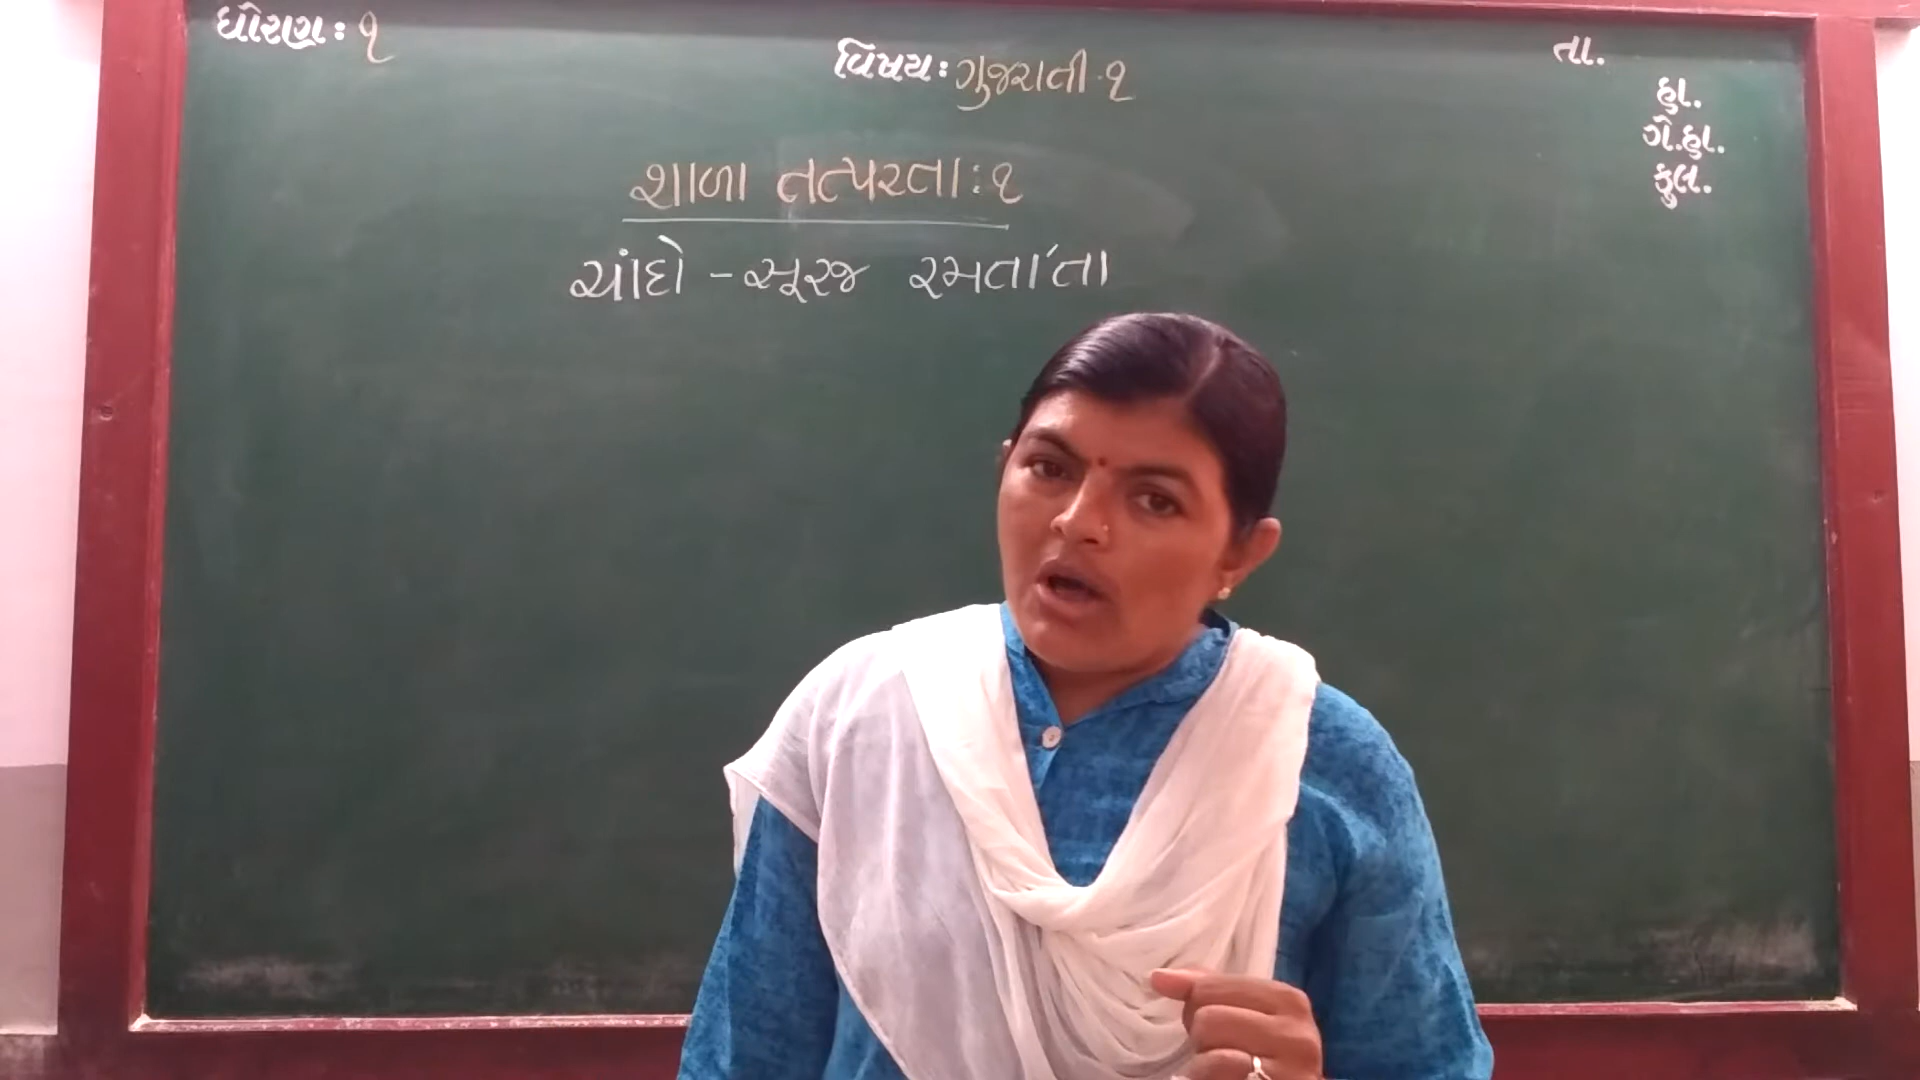 ધોરણ: ૧
વિષય: ગુજરાતી-૧
તા.
હા.
ગે.હા.
કુલ.
શાળા તત્પરતા: ૧
ચાંદો - સૂરજ રમતા'તા